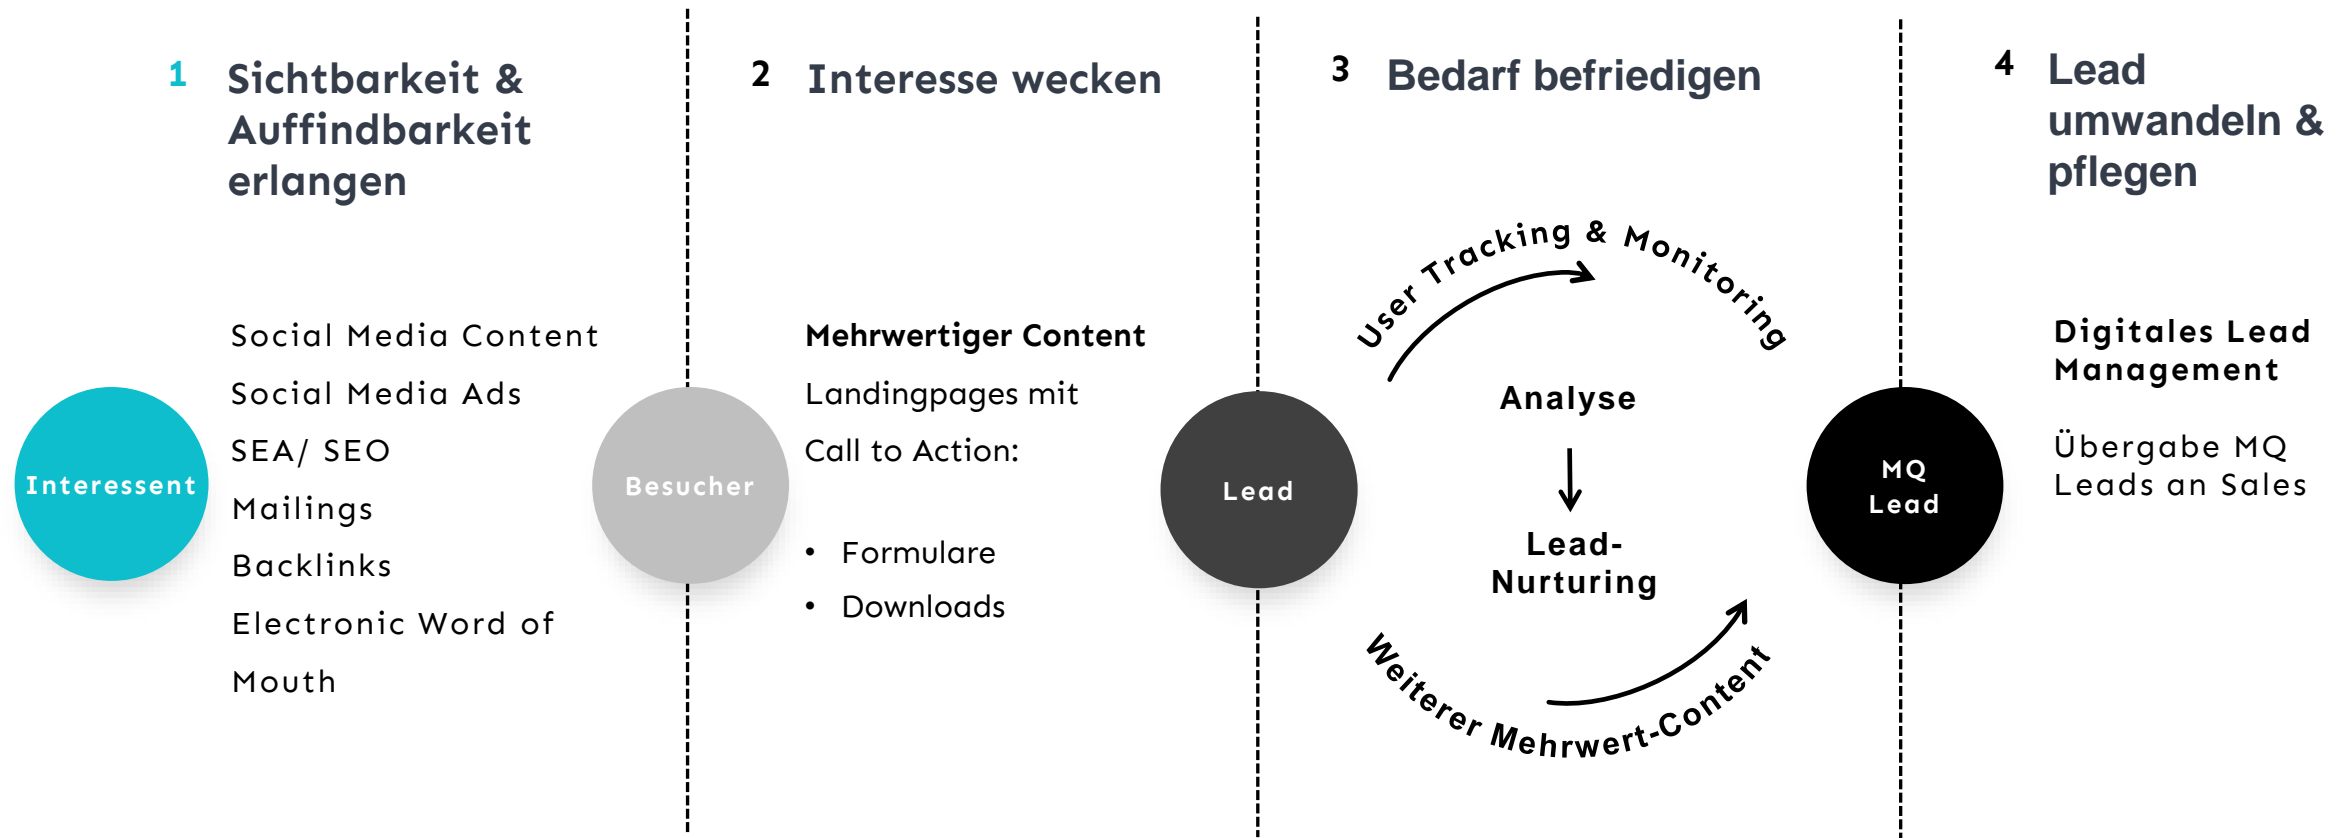 1
Sichtbarkeit &
Auffindbarkeit
erlangen
Interessent
Social Media Content
Social Media Ads
SEA/ SEO
Mailings
Backlinks
Electronic Word of
Mouth
2
Interesse wecken
Besucher
Mehrwertiger Content
Landingpages mit
Call to Action:
• Formulare
• Downloads
3
Bedarf befriedigen
Lead
User Tracking & Monitoring
Analyse
Lead-
Nurturing
Weiterer Mehrwert-Content
4
Lead
umwandeln &
pflegen
MQ
Lead
Digitales Lead
Management
Übergabe MQ
Leads an Sales